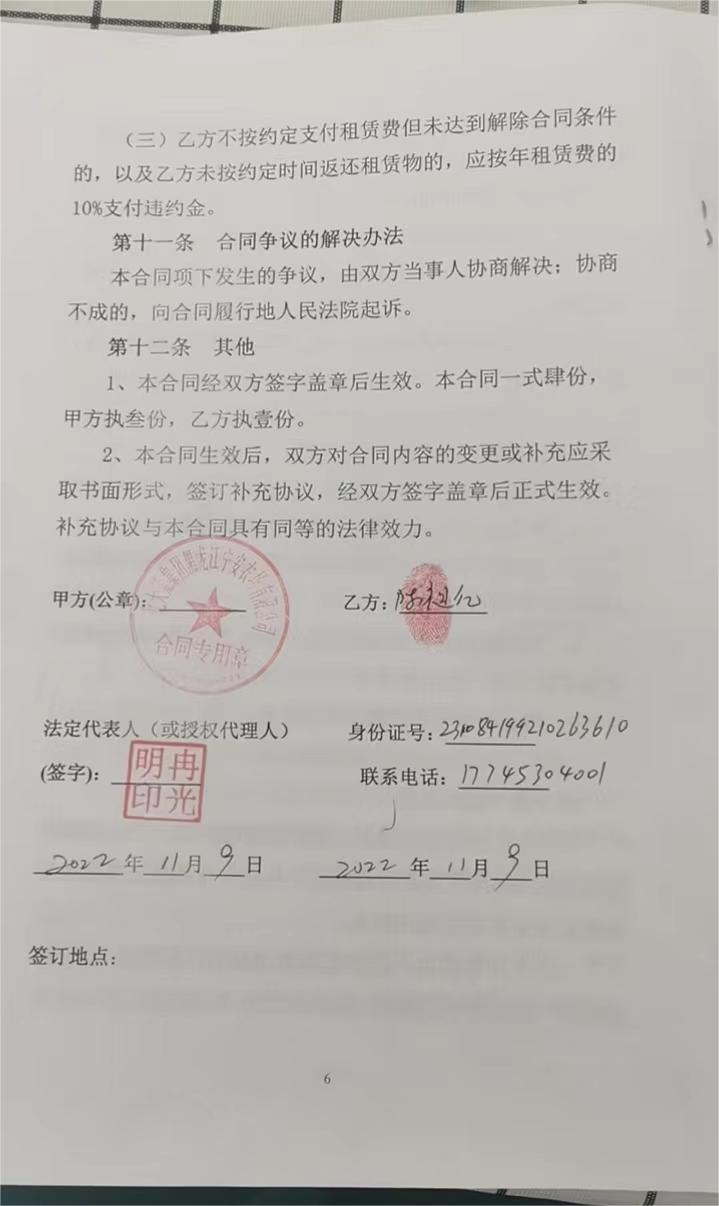 （三）乙方不按约定支付租赁费但未达到解除合同条件
的，以及乙方未按约定时间返还租赁物的，应按年租赁费的
10%支付违约金。
第十一条 合同争议的解决办法
本合同项下发生的争议，由双方当事人协商解决；协商
不成的，向合同履行地人民法院起诉。
第十二条 其他
1、本合同经双方签字盖章后生效。本合同一式肆份，
甲方执叁份，乙方执壹份。
2、本合同生效后，双方对合同内容的变更或补充应采
取书面形式，签订补充协议，经双方签字盖章后正式生效。
补充协议与本合同具有同等的法律效力。
甲方(公章)： 乙方：陈
合同专用章
法定代表人（或授权代理人） 身份证号：231084199210263610
(签字)： 冉光明印 联系电话：17745304001
2022年11月9日 2022年11月9日
签订地点：
6